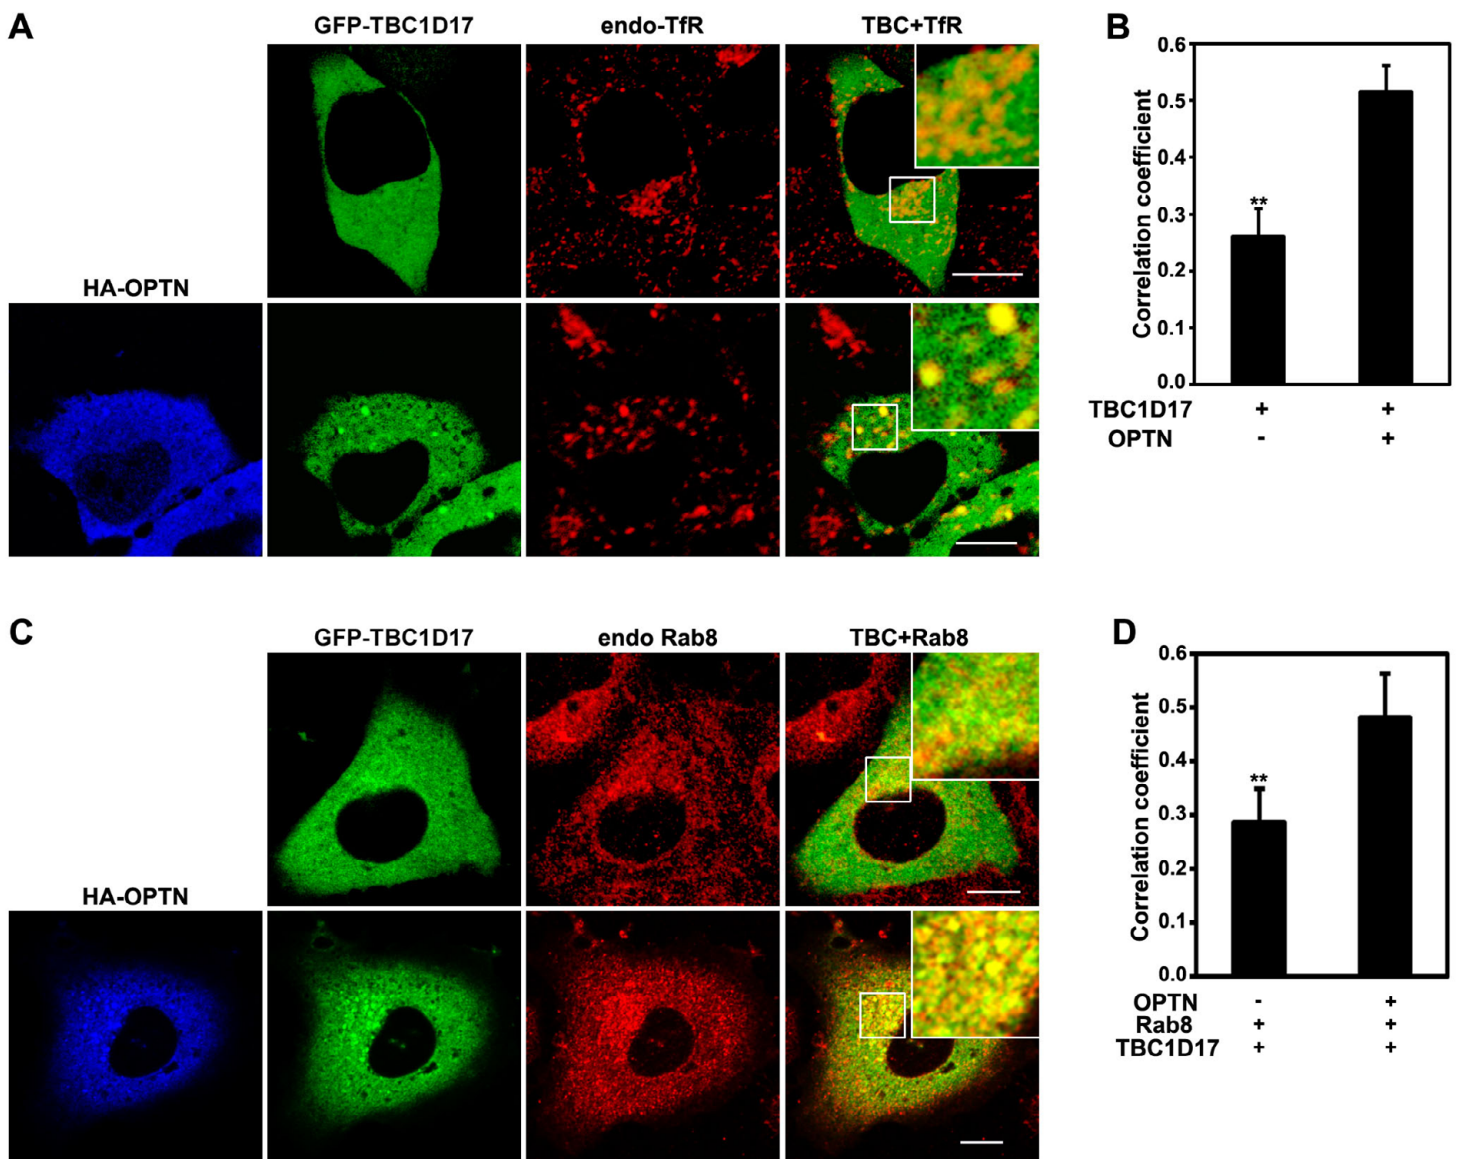 A
GFP-TBC1D17 endo-TfR TBC+TfR
HA-OPTN
B
0.6
0.5
0.4
0.3
0.2
0.1
0.0
Correlation coefficient
**
TBC1D17 + +
OPTN - +
C
GFP-TBC1D17 endo Rab8 TBC+Rab8
HA-OPTN
D
0.6
0.5
0.4
0.3
0.2
0.1
0.0
Correlation coefficient
**
OPTN - +
Rab8 + +
TBC1D17 + +